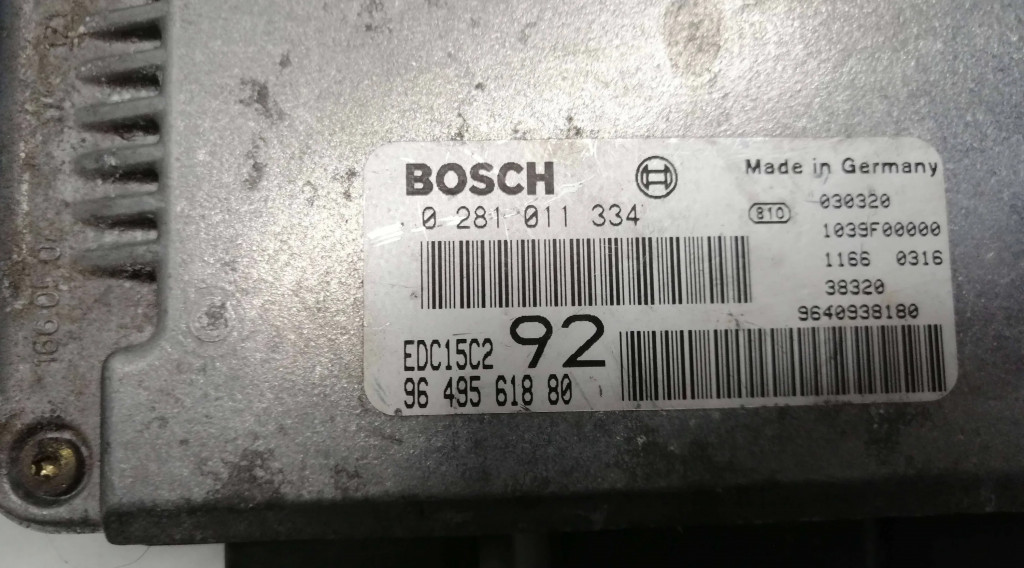 BOSCH
Made in Germany
0 281 011 334
810
030320
1039F00000
1166 0316
38320
9640939180
EDC15C2
92
96 495 618 80